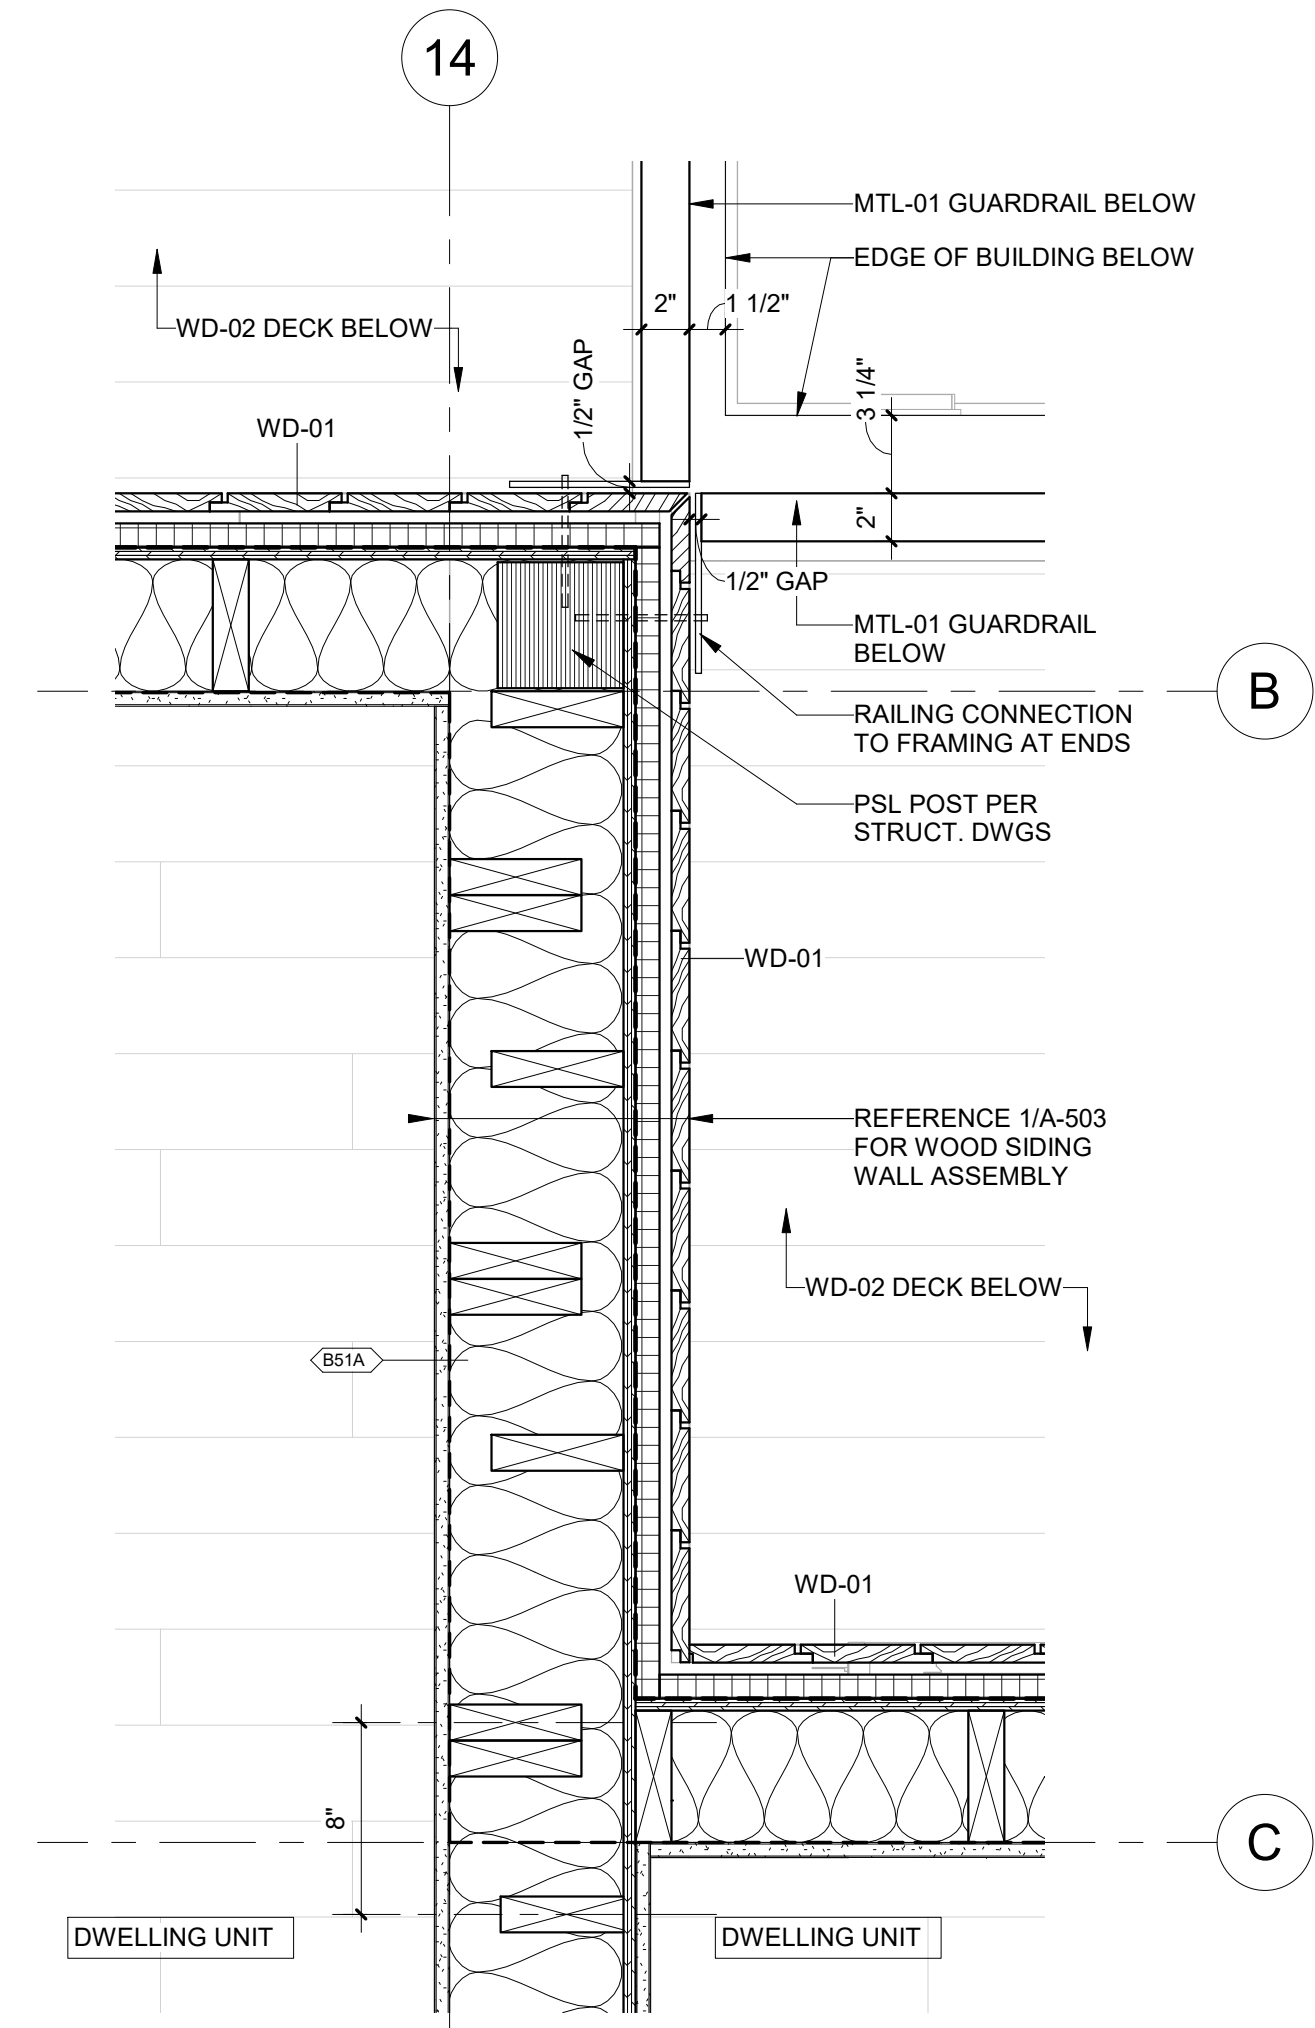 14
MTL-01 GUARDRAIL BELOW
EDGE OF BUILDING BELOW
2"
1 1/2"
WD-02 DECK BELOW
1/2" GAP
3 1/4"
WD-01
2"
1/2" GAP
MTL-01 GUARDRAIL
BELOW
B
RAILING CONNECTION
TO FRAMING AT ENDS
PSL POST PER
STRUCT. DWGS
WD-01
REFERENCE 1/A-503
FOR WOOD SIDING
WALL ASSEMBLY
WD-02 DECK BELOW
B51A
WD-01
8"
C
DWELLING UNIT
DWELLING UNIT